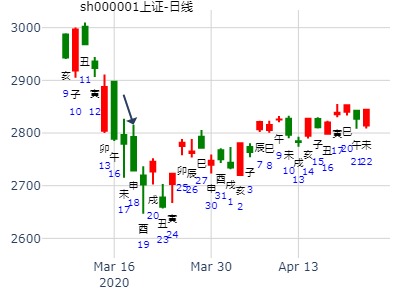 sh000001上证-日线
3000
2900
2800
2700
2600
亥
9
子
10
丑
11
寅
12
卯
13
午
16
未
17
申
18
酉
19
戌
20
丑
23
寅
24
卯
25
辰
26
巳
27
申
30
酉
31
戌
1
亥
2
子
3
辰
7
巳
8
午
9
未
10
戌
13
亥
14
子
15
丑
16
寅
17
巳
20
午
21
未
22
Mar 16
2020
Mar 30
Apr 13